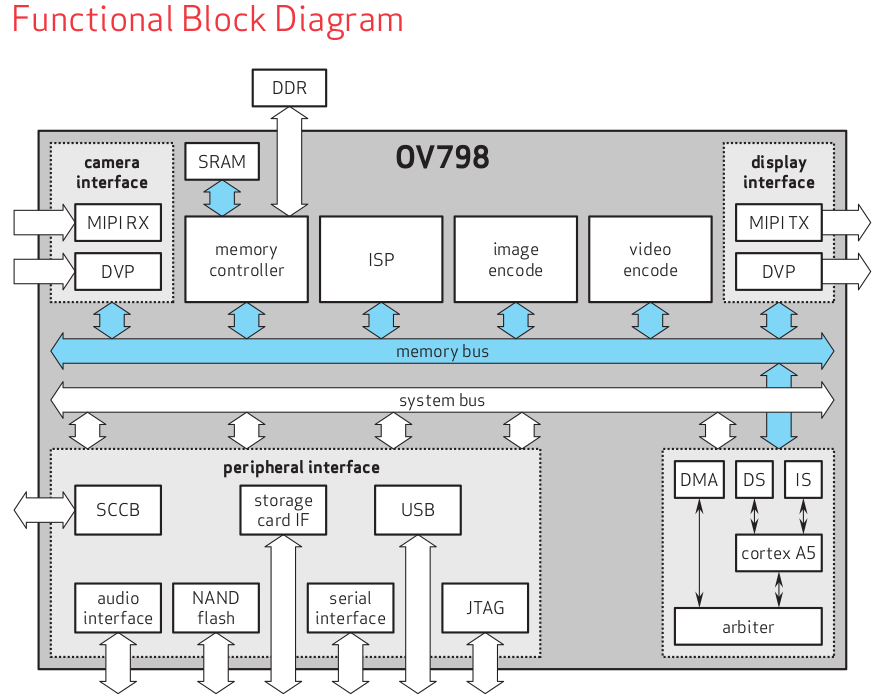 Functional Block Diagram
DDR
OV798
camera
interface
MIPI RX
DVP
SRAM
memory
controller
ISP
image
encode
video
encode
display
interface
MIPI TX
DVP
memory bus
system bus
peripheral interface
SCCB
storage
card IF
USB
audio
interface
NAND
flash
serial
interface
JTAG
DMA
DS
IS
cortex A5
arbiter